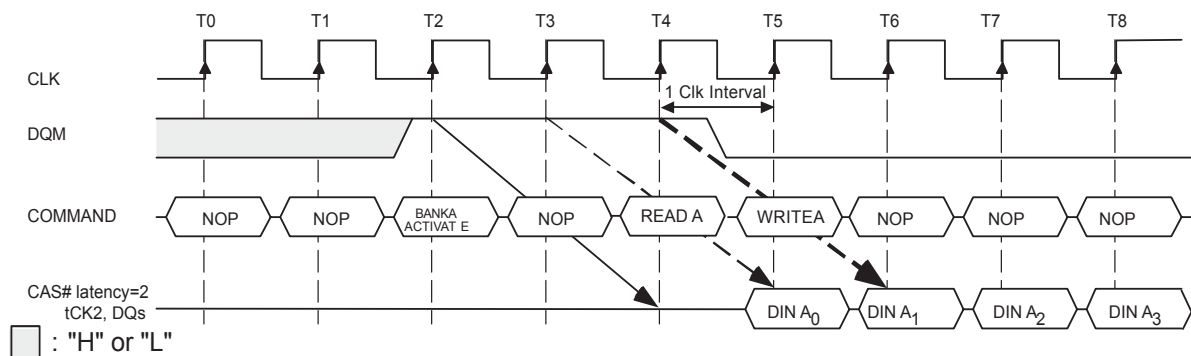 T0 T1 T2 T3 T4 T5 T6 T7 T8
CLK
1 Clk Interval
DQM
COMMAND NOP NOP BANKA ACTIVAT E NOP READ A WRITEA NOP NOP NOP
CAS# latency=2
tCK2, DQs DIN A0 DIN A1 DIN A2 DIN A3
: "H" or "L"